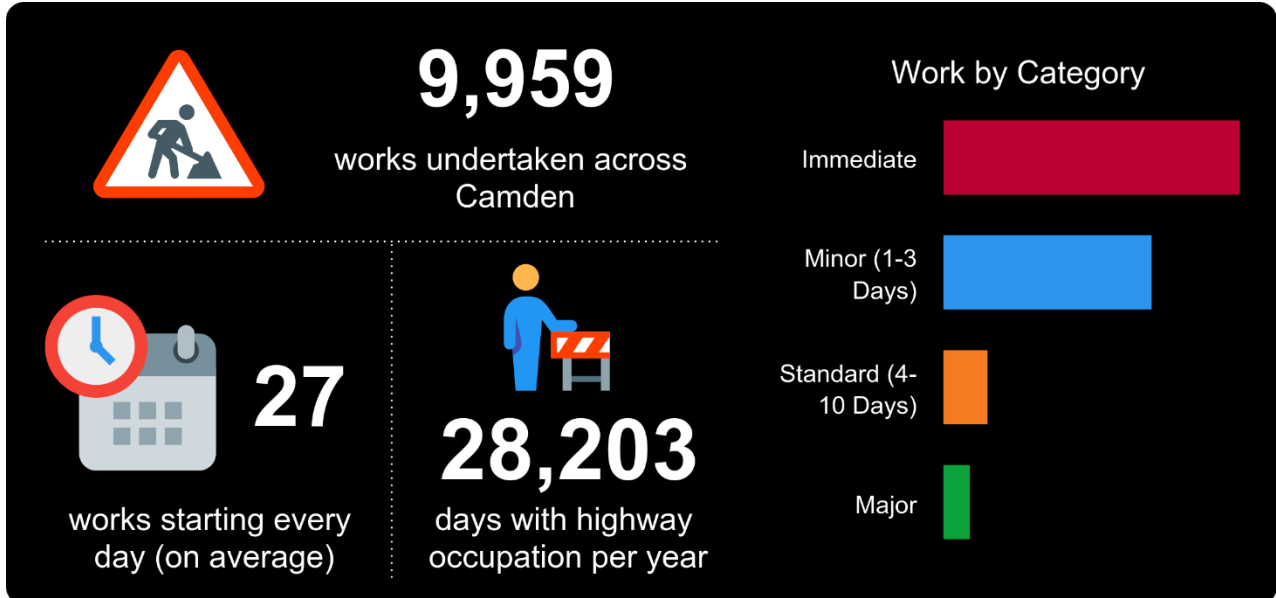 9,959
works undertaken across
Camden
27
works starting every
day (on average)
28,203
days with highway
occupation per year
Work by Category
Immediate
Minor (1-3
Days)
Standard (4-
10 Days)
Major